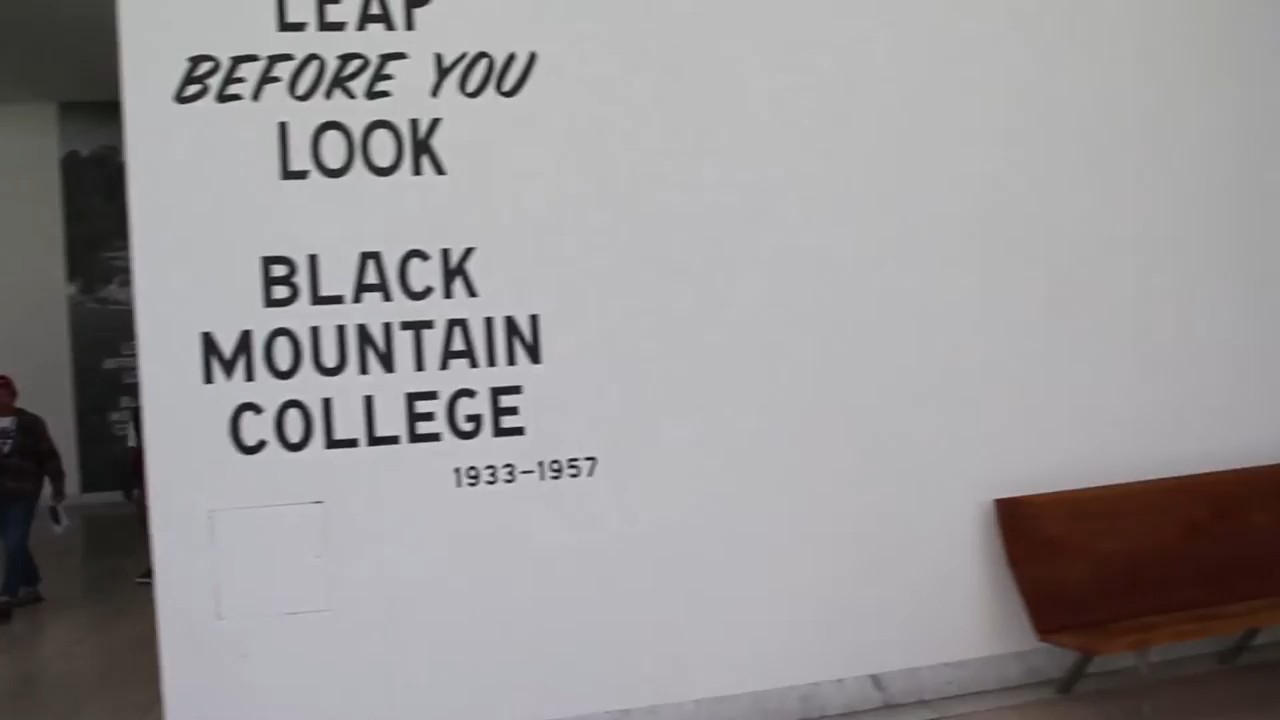 LEAP
BEFORE YOU
LOOK
BLACK
MOUNTAIN
COLLEGE
1933–1957